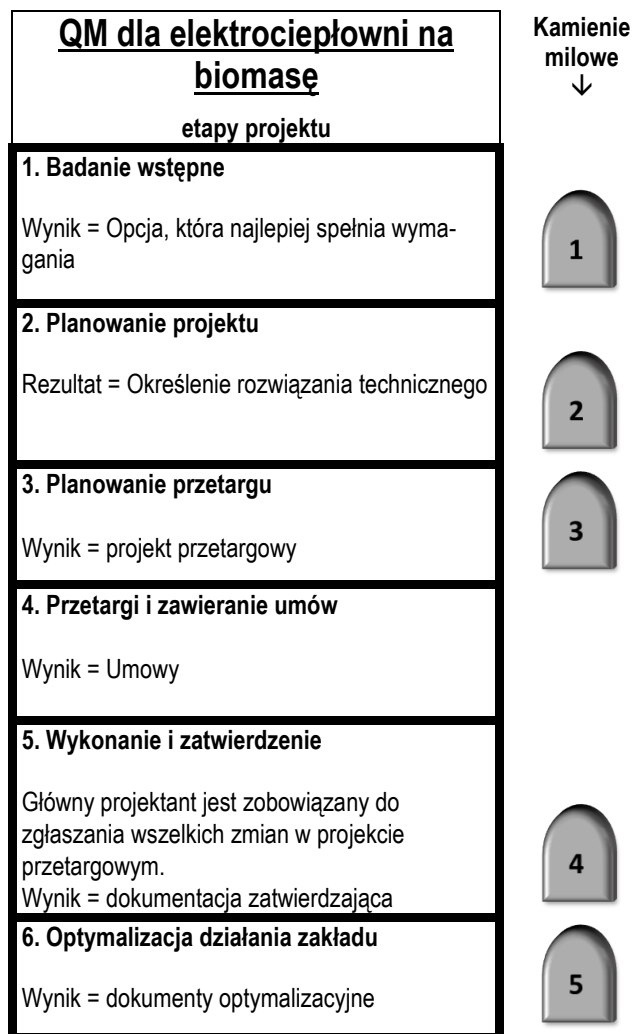 QM dla elektrociepłowni na
biomasę
etapy projektu
Kamienie
milowe
↓
1. Badanie wstępne
Wynik = Opcja, która najlepiej spełnia wyma-
gania
1
2. Planowanie projektu
Rezultat = Określenie rozwiązania technicznego
2
3. Planowanie przetargu
Wynik = projekt przetargowy
3
4. Przetargi i zawieranie umów
Wynik = Umowy
5. Wykonanie i zatwierdzenie
Główny projektant jest zobowiązany do
zgłaszania wszelkich zmian w projekcie
przetargowym.
Wynik = dokumentacja zatwierdzająca
4
6. Optymalizacja działania zakładu
Wynik = dokumenty optymalizacyjne
5